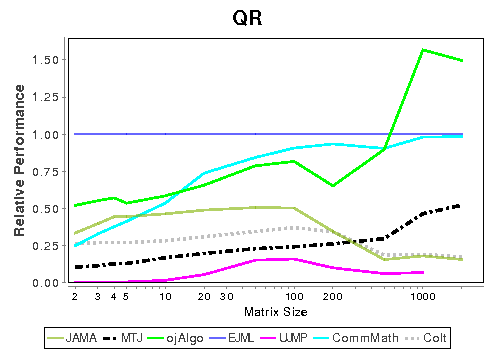 QR
Relative Performance
1.50
1.25
1.00
0.75
0.50
0.25
0.00
2 3 4 5 10 20 30 100 200 1000
Matrix Size
JAMA MTJ ojAlgo EJML UJMP CommMath Colt